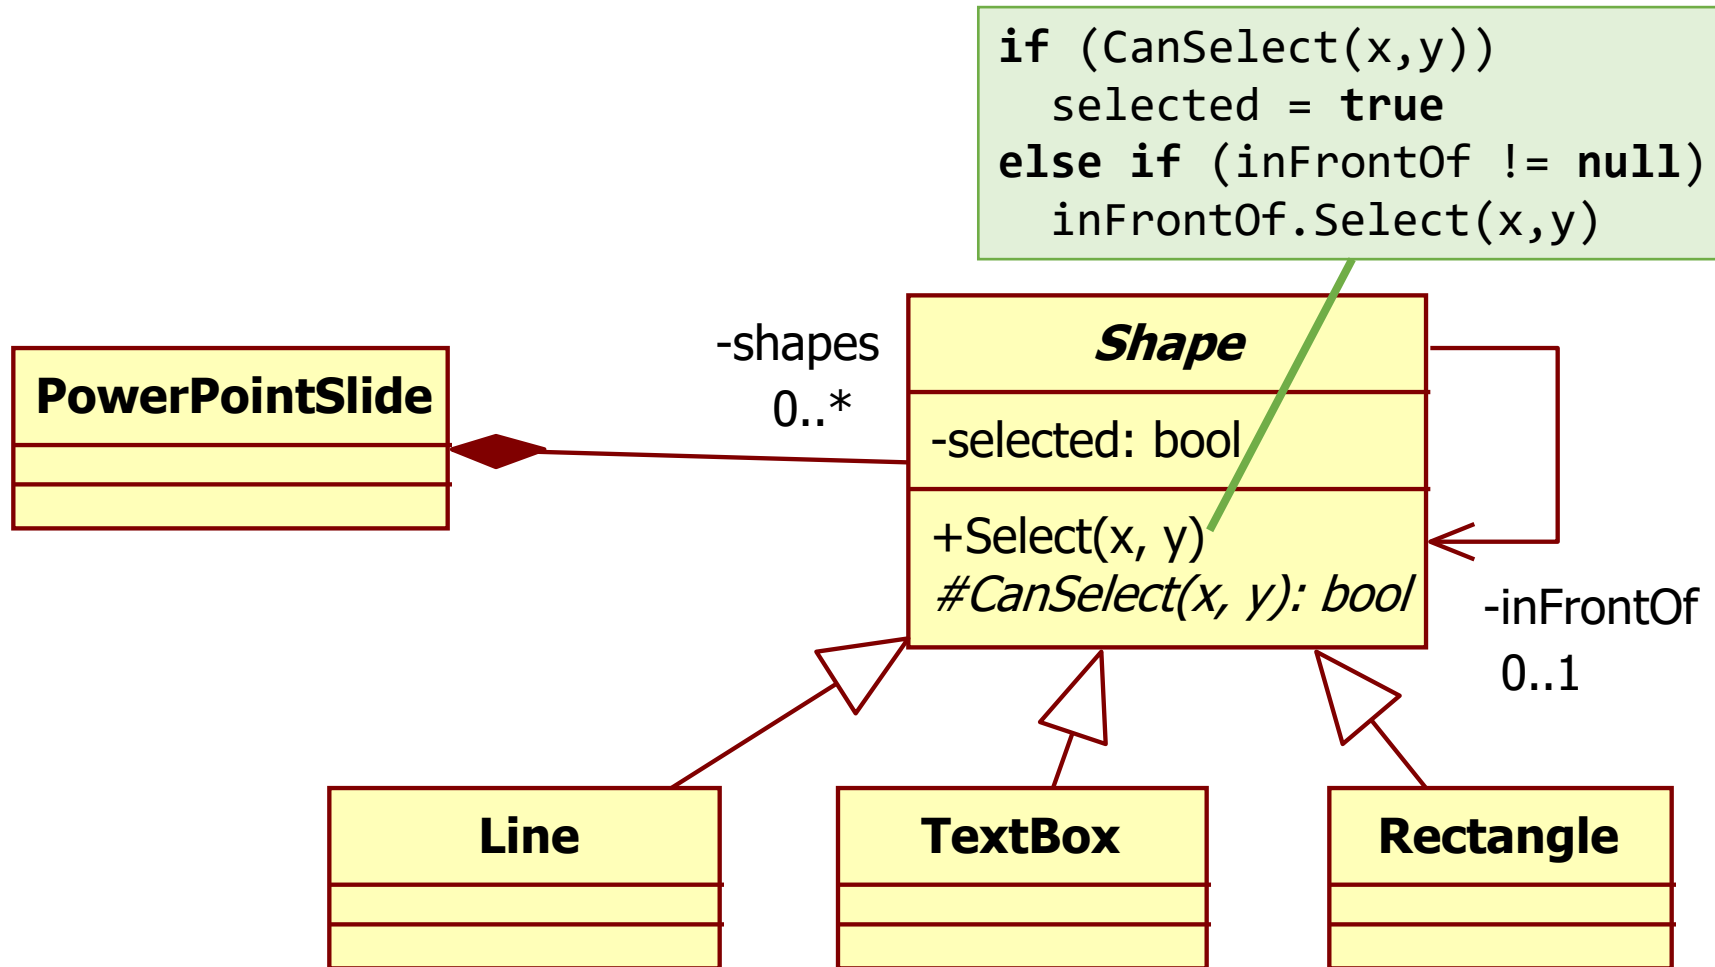 if (CanSelect(x,y))
selected = true
else if (inFrontOf != null)
inFrontOf.Select(x,y)
PowerPointSlide
-shapes
0..*
Shape
-selected: bool
+Select(x, y)
#CanSelect(x, y): bool
-inFrontOf
0..1
Line
TextBox
Rectangle